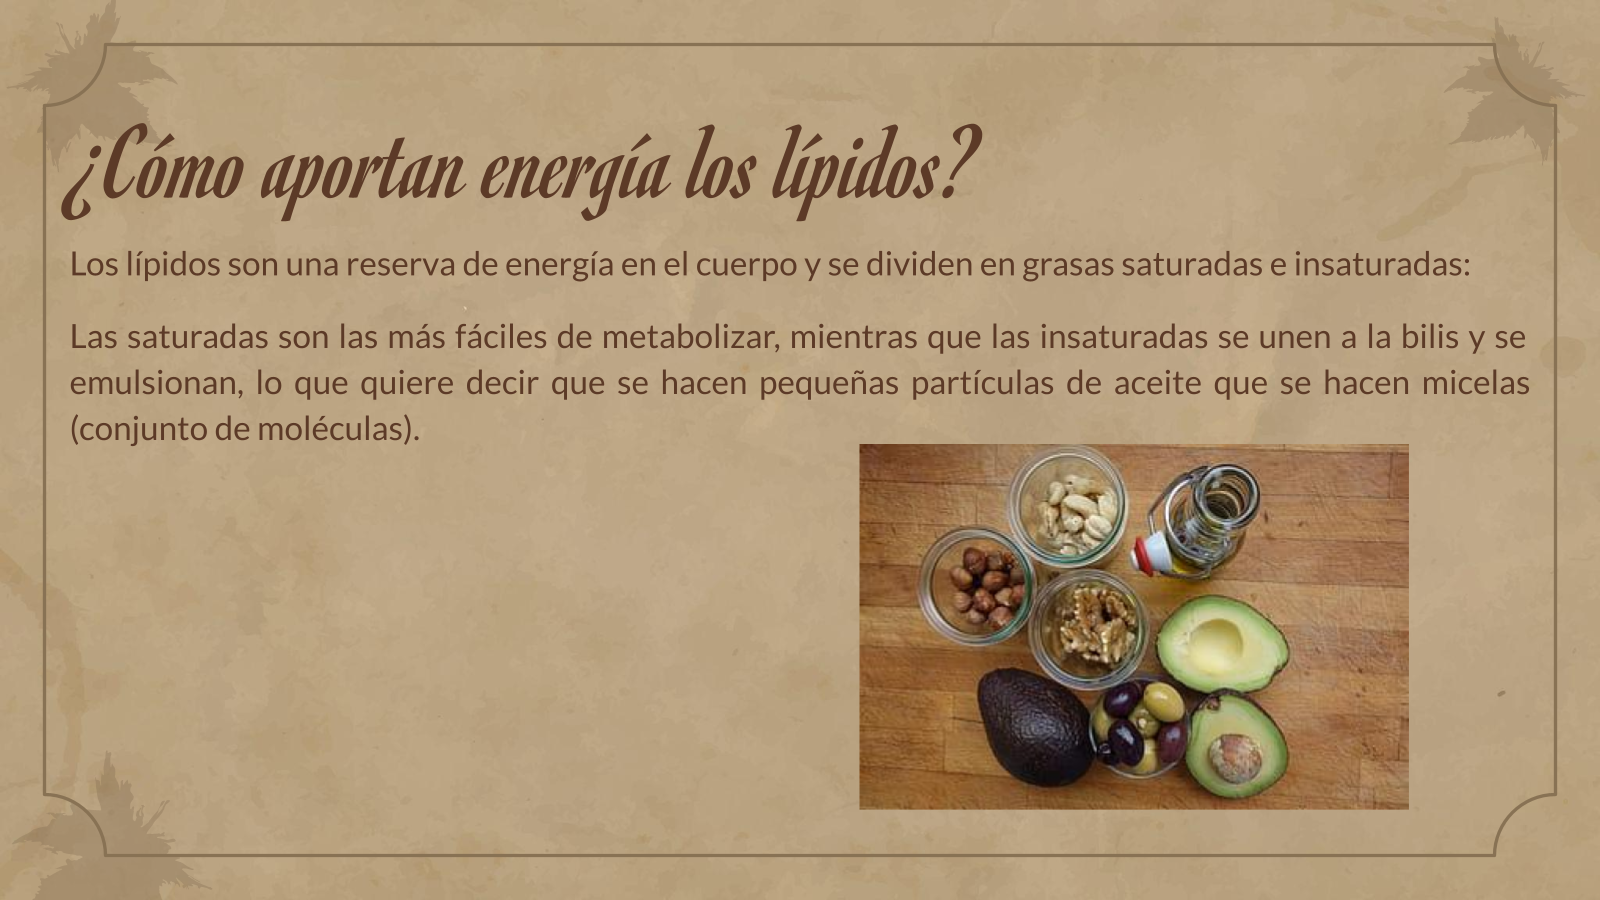 ¿Cómo aportan energía los lípidos?
Los lípidos son una reserva de energía en el cuerpo y se dividen en grasas saturadas e insaturadas:
Las saturadas son las más fáciles de metabolizar, mientras que las insaturadas se unen a la bilis y se
emulsionan, lo que quiere decir que se hacen pequeñas partículas de aceite que se hacen micelas
(conjunto de moléculas).